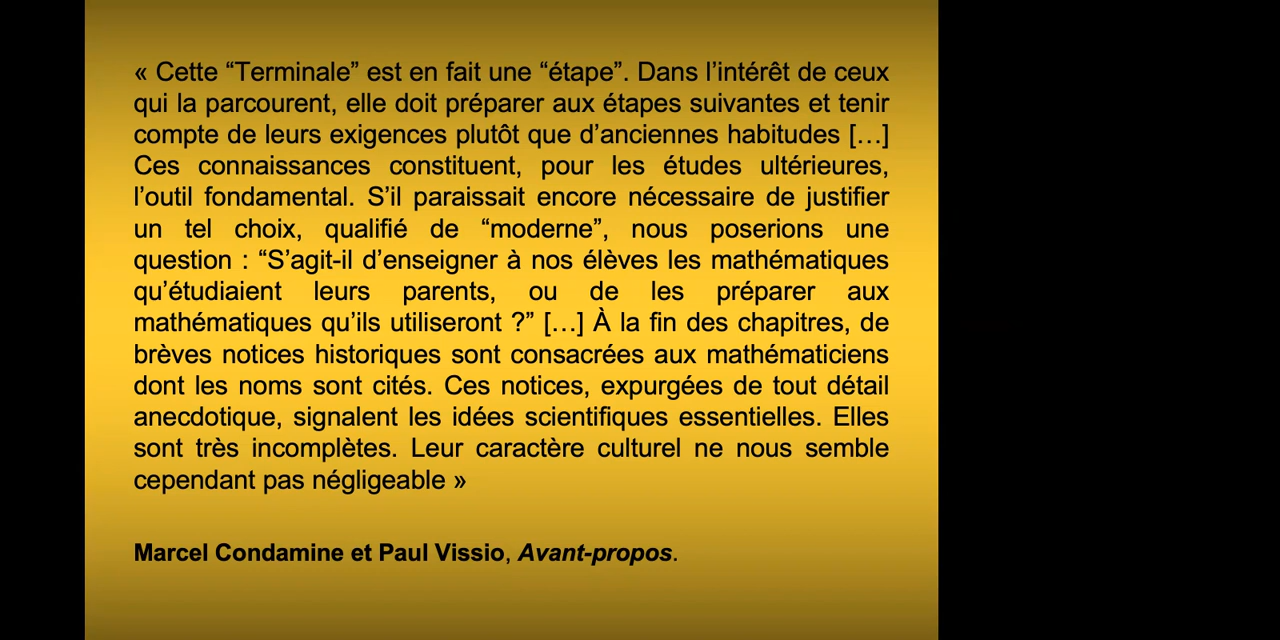 « Cette “Terminale” est en fait une “étape”. Dans l’intérêt de ceux
qui la parcourent, elle doit préparer aux étapes suivantes et tenir
compte de leurs exigences plutôt que d’anciennes habitudes […]
Ces connaissances constituent, pour les études ultérieures,
l’outil fondamental. S’il paraissait encore nécessaire de justifier
un tel choix, qualifié de “moderne”, nous poserions une
question : “S’agit-il d’enseigner à nos élèves les mathématiques
qu’étudiaient leurs parents, ou de les préparer aux
mathématiques qu’ils utiliseront ?” […] À la fin des chapitres, de
brèves notices historiques sont consacrées aux mathématiciens
dont les noms sont cités. Ces notices, expurgées de tout détail
anecdotique, signalent les idées scientifiques essentielles. Elles
sont très incomplètes. Leur caractère culturel ne nous semble
cependant pas négligeable »
Marcel Condamine et Paul Vissio, Avant-propos.